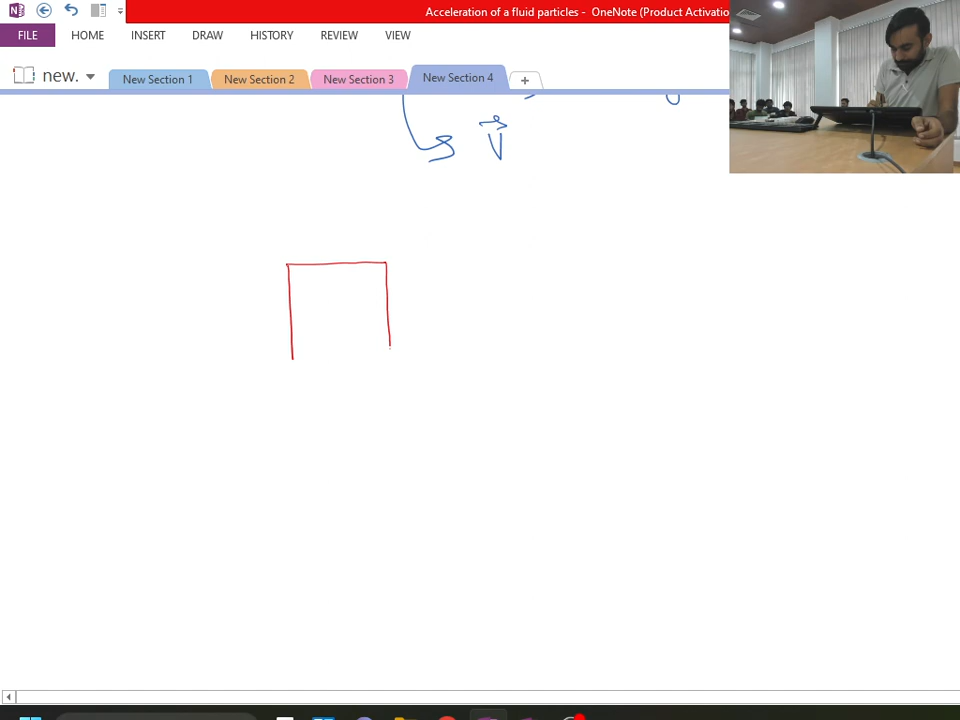 Acceleration of a fluid particles - OneNote (Product Activatio
FILE HOME INSERT DRAW HISTORY REVIEW VIEW
new. New Section 1 New Section 2 New Section 3 New Section 4 +
V